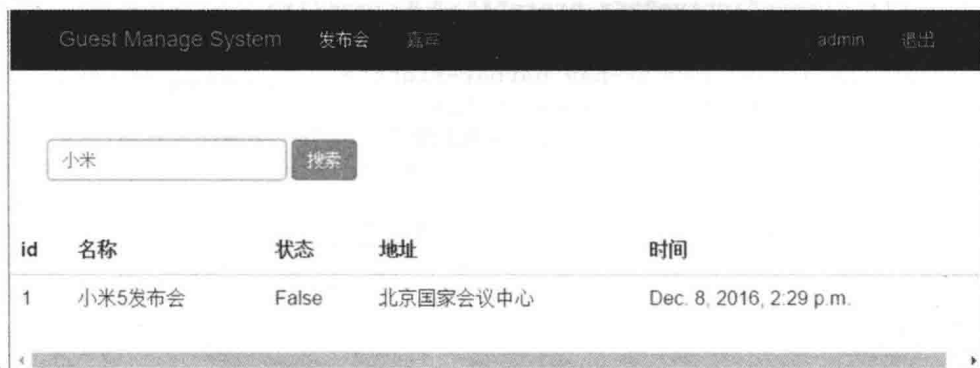 Guest Manage System 发布会 嘉宾 admin 退出
小米 搜索
id 名称 状态 地址 时间
1 小米5发布会 False 北京国家会议中心 Dec. 8, 2016, 2:29 p.m.